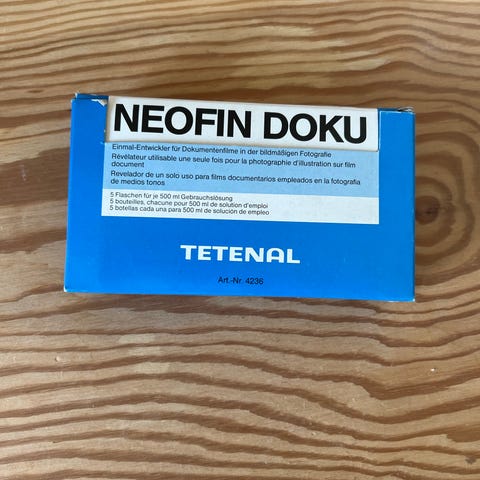 NEOFIN DOKU
Einmal-Entwickler für Dokumentenfilme in der bildmäßigen Fotografie
Révélateur utilisable une seule fois pour la photographie d'illustration sur film
document
Revelador de un solo uso para films documentarios empleados en la fotografia
de medios tonos
5 Flaschen für je 500 ml Gebrauchslösung
5 bouteilles, chacune pour 500 ml de solution d'emploi
5 botellas cada una para 500 ml de solución de empleo
TETENAL
Art.-Nr. 4236